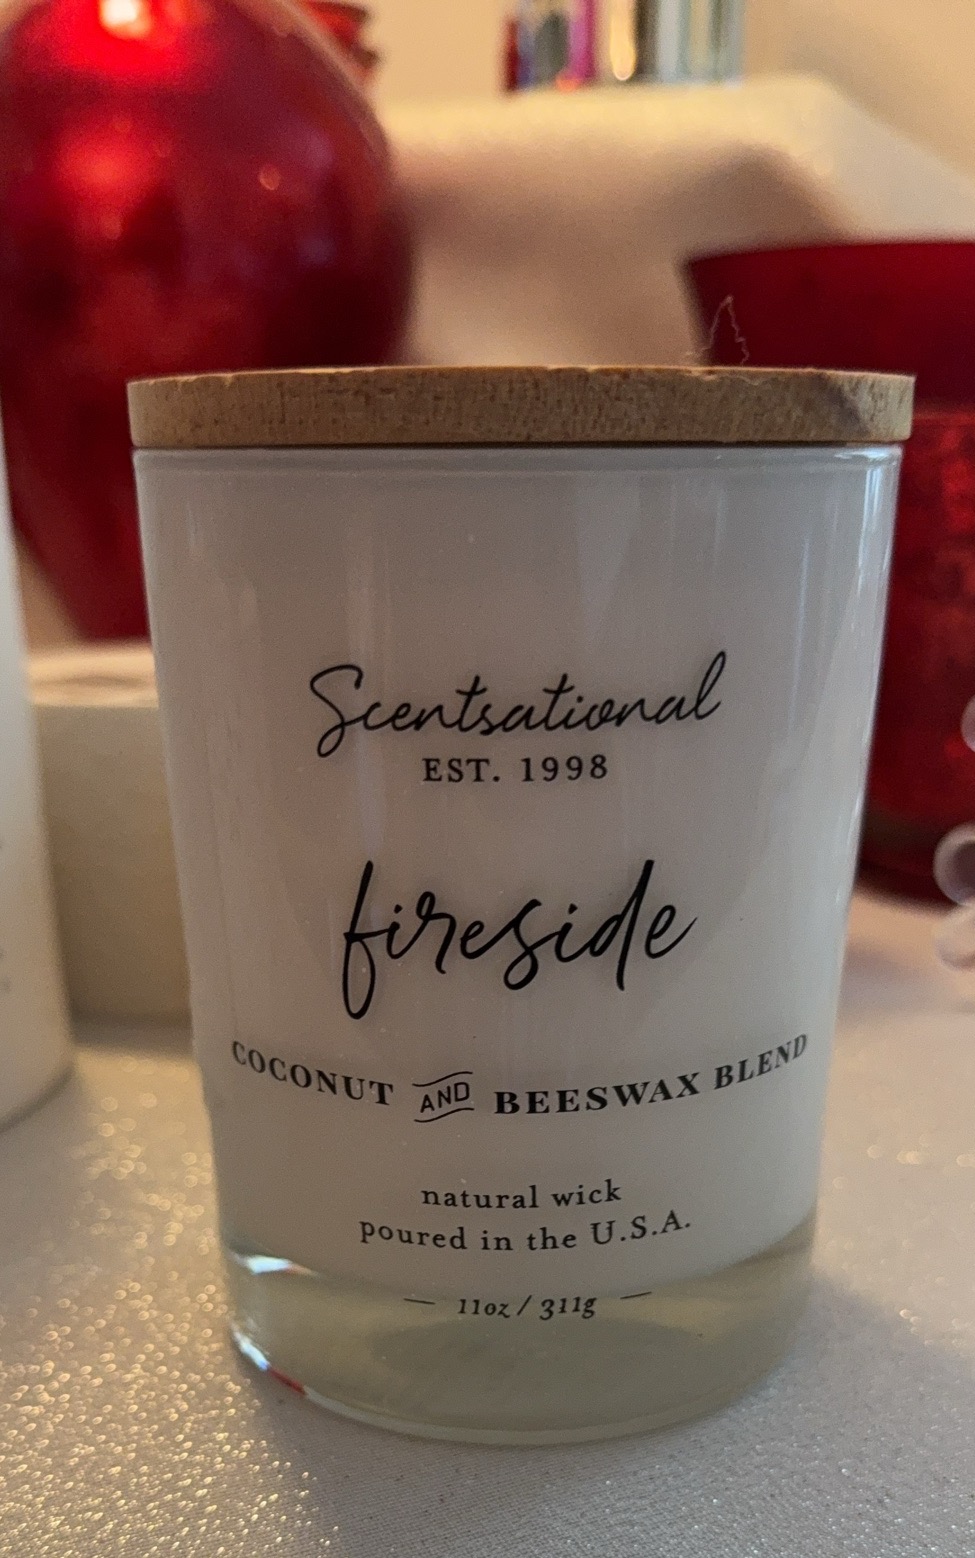 Scentsational
EST. 1998
fireside
COCONUT AND BEESWAX BLEND
natural wick
poured in the U.S.A.
— 11oz / 311g —